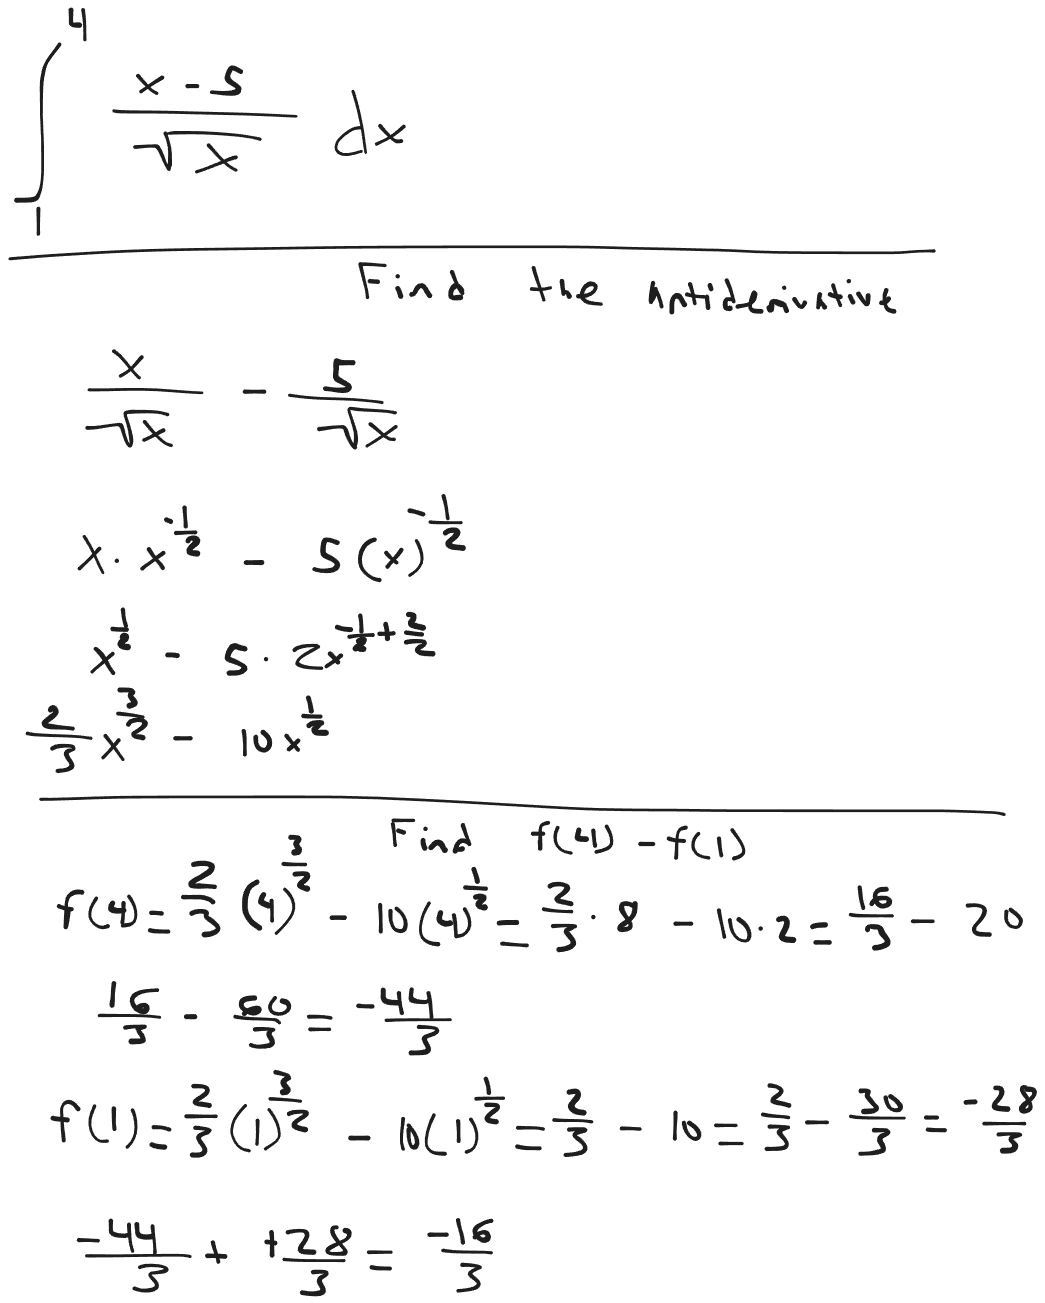 ∫₁⁴ (x - 5)/√x dx
Find the antiderivative
x/√x - 5/√x
x · x^(-1/2) - 5(x)^(-1/2)
x^(1/2) - 5 · 2x^(-1/2 + 2/2)
2/3 x^(3/2) - 10x^(1/2)
Find f(4) - f(1)
f(4) = 2/3 (4)^(3/2) - 10(4)^(1/2) = 2/3 · 8 - 10 · 2 = 16/3 - 20
16/3 - 60/3 = -44/3
f(1) = 2/3 (1)^(3/2) - 10(1)^(1/2) = 2/3 - 10 = 2/3 - 30/3 = -28/3
-44/3 + +28/3 = -16/3